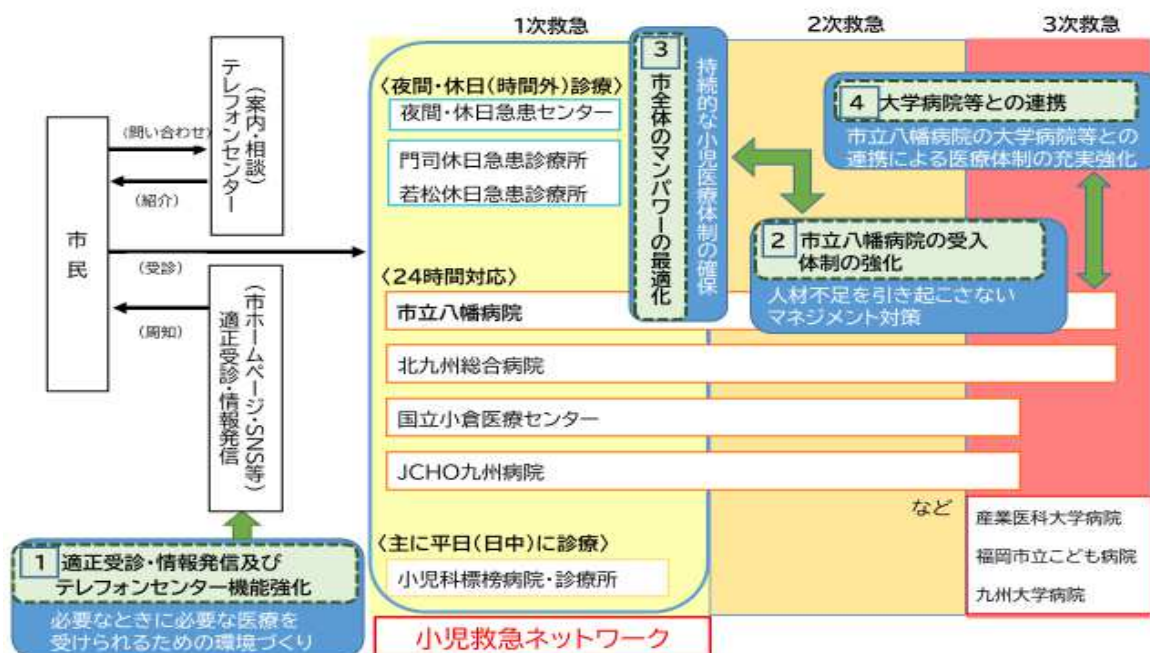 1次救急
2次救急
3次救急
市民
(問い合わせ)
(紹介)
(受診)
(周知)
(案内・相談)
テレフォンセンター
(市ホームページ・SNS等)
適正受診・情報発信
1 適正受診・情報発信及び
テレフォンセンター機能強化
必要なときに必要な医療を
受けられるための環境づくり
〈夜間・休日(時間外)診療〉
夜間・休日急患センター
門司休日急患診療所
若松休日急患診療所
〈24時間対応〉
市立八幡病院
北九州総合病院
国立小倉医療センター
JCHO九州病院
など
〈主に平日(日中)に診療〉
小児科標榜病院・診療所
小児救急ネットワーク
3
市全体のマンパワーの最適化
持続的な小児医療体制の確保
2 市立八幡病院の受入
体制の強化
人材不足を引き起こさない
マネジメント対策
4 大学病院等との連携
市立八幡病院の大学病院等との
連携による医療体制の充実強化
産業医科大学病院
福岡市立こども病院
九州大学病院